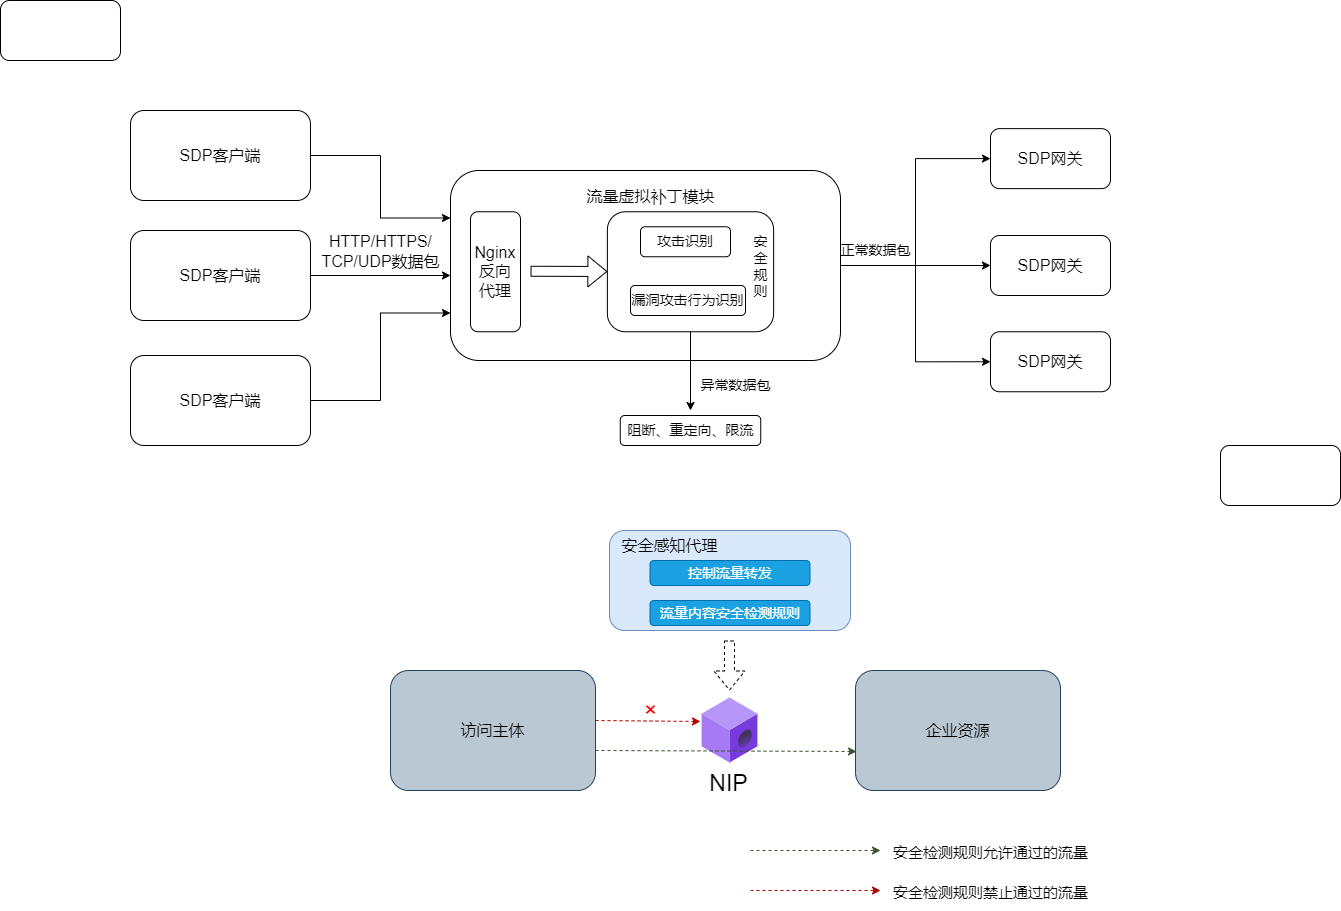 SDP客户端
SDP客户端
SDP客户端
HTTP/HTTPS/
TCP/UDP数据包
流量虚拟补丁模块
Nginx
反向
代理
攻击识别
漏洞攻击行为识别
安
全
规
则
正常数据包
SDP网关
SDP网关
SDP网关
异常数据包
阻断、重定向、限流
安全感知代理
控制流量转发
流量内容安全检测规则
访问主体
NIP
企业资源
安全检测规则允许通过的流量
安全检测规则禁止通过的流量